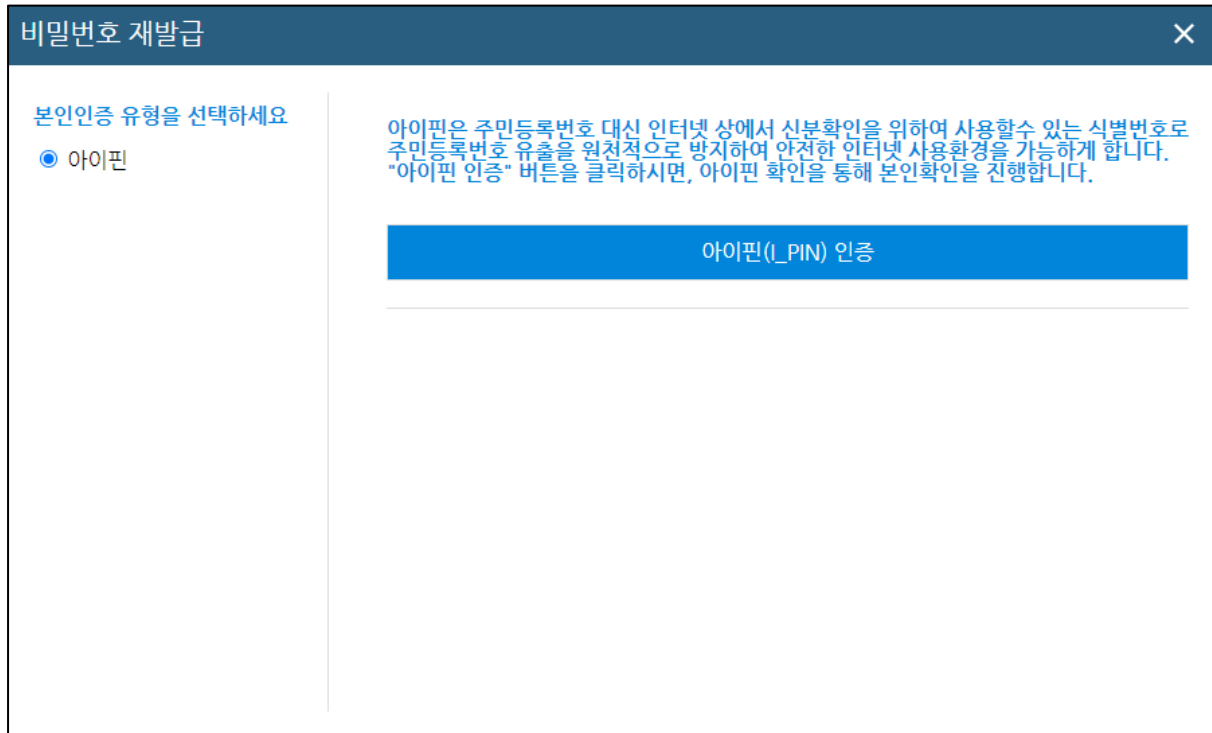 비밀번호 재발급
본인인증 유형을 선택하세요
아이핀
아이핀은 주민등록번호 대신 인터넷 상에서 신분확인을 위하여 사용할수 있는 식별번호로
주민등록번호 유출을 원천적으로 방지하여 안전한 인터넷 사용환경을 가능하게 합니다.
"아이핀 인증" 버튼을 클릭하시면, 아이핀 확인을 통해 본인확인을 진행합니다.
아이핀(I_PIN) 인증